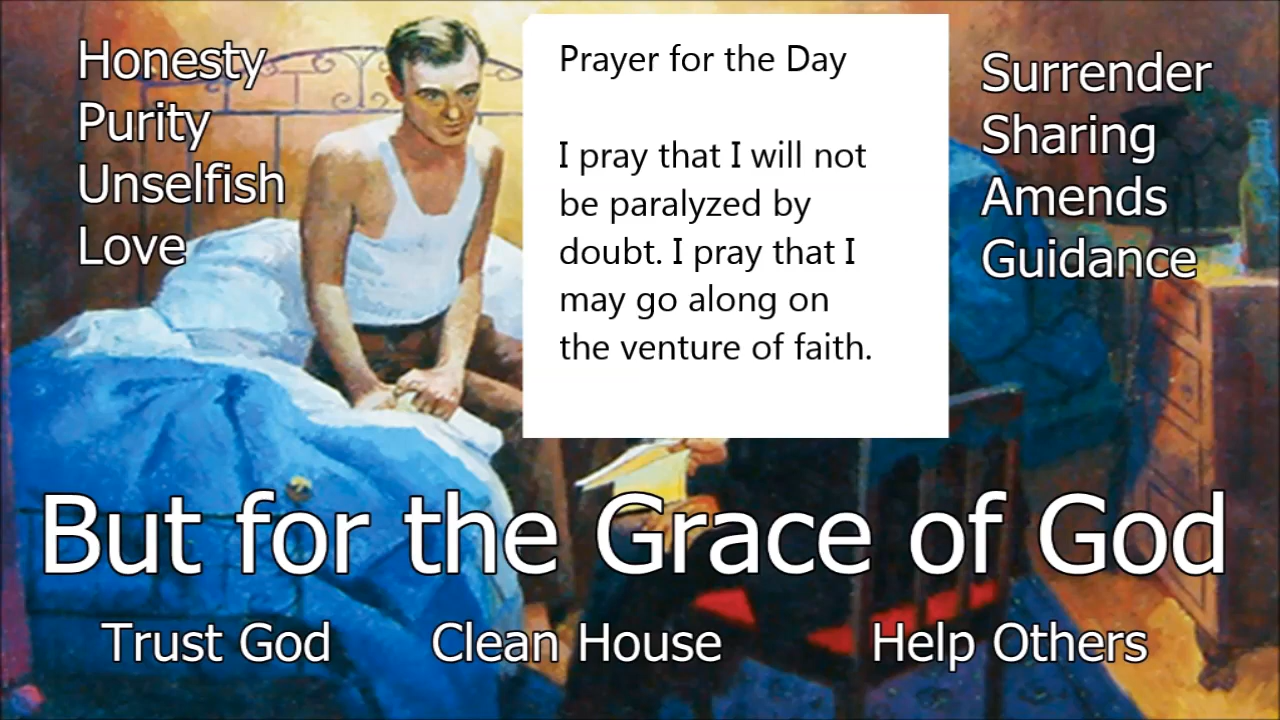 Honesty
Purity
Unselfish
Love
Prayer for the Day
I pray that I will not
be paralyzed by
doubt. I pray that I
may go along on
the venture of faith.
Surrender
Sharing
Amends
Guidance
But for the Grace of God
Trust God
Clean House
Help Others